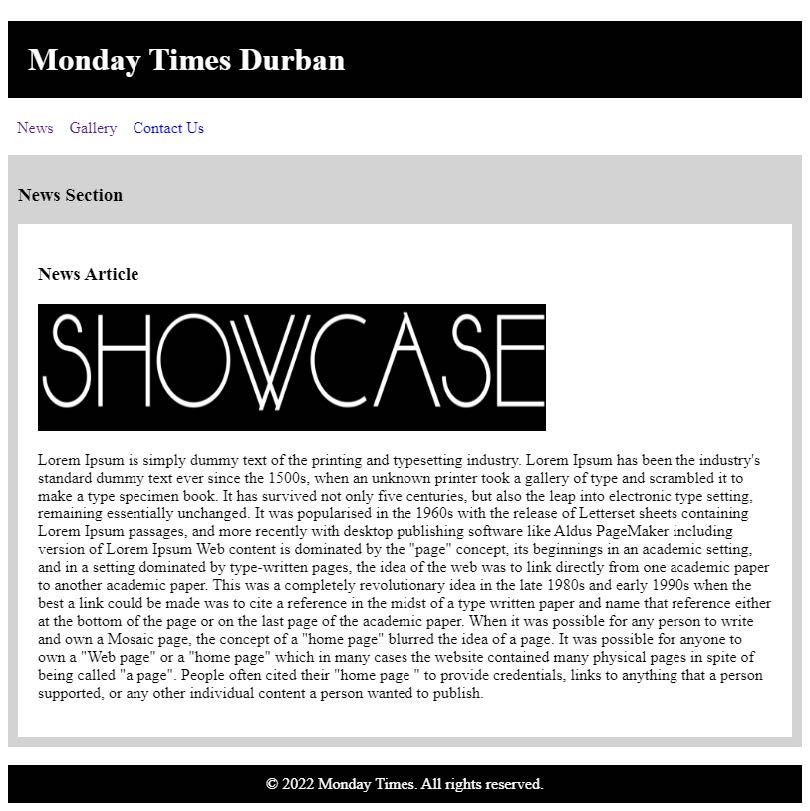 Monday Times Durban
News Gallery Contact Us
News Section
News Article
SHOWCASE
Lorem Ipsum is simply dummy text of the printing and typesetting industry. Lorem Ipsum has been the industry's
standard dummy text ever since the 1500s, when an unknown printer took a gallery of type and scrambled it to
make a type specimen book. It has survived not only five centuries, but also the leap into electronic type setting,
remaining essentially unchanged. It was popularised in the 1960s with the release of Letterset sheets containing
Lorem Ipsum passages, and more recently with desktop publishing software like Aldus PageMaker including
version of Lorem Ipsum Web content is dominated by the "page" concept, its beginnings in an academic setting,
and in a setting dominated by type-written pages, the idea of the web was to link directly from one academic paper
to another academic paper. This was a completely revolutionary idea in the late 1980s and early 1990s when the
best a link could be made was to cite a reference in the midst of a type written paper and name that reference either
at the bottom of the page or on the last page of the academic paper. When it was possible for any person to write
and own a Mosaic page, the concept of a "home page" blurred the idea of a page. It was possible for anyone to
own a "Web page" or a "home page" which in many cases the website contained many physical pages in spite of
being called "a page". People often cited their "home page " to provide credentials, links to anything that a person
supported, or any other individual content a person wanted to publish.
© 2022 Monday Times. All rights reserved.